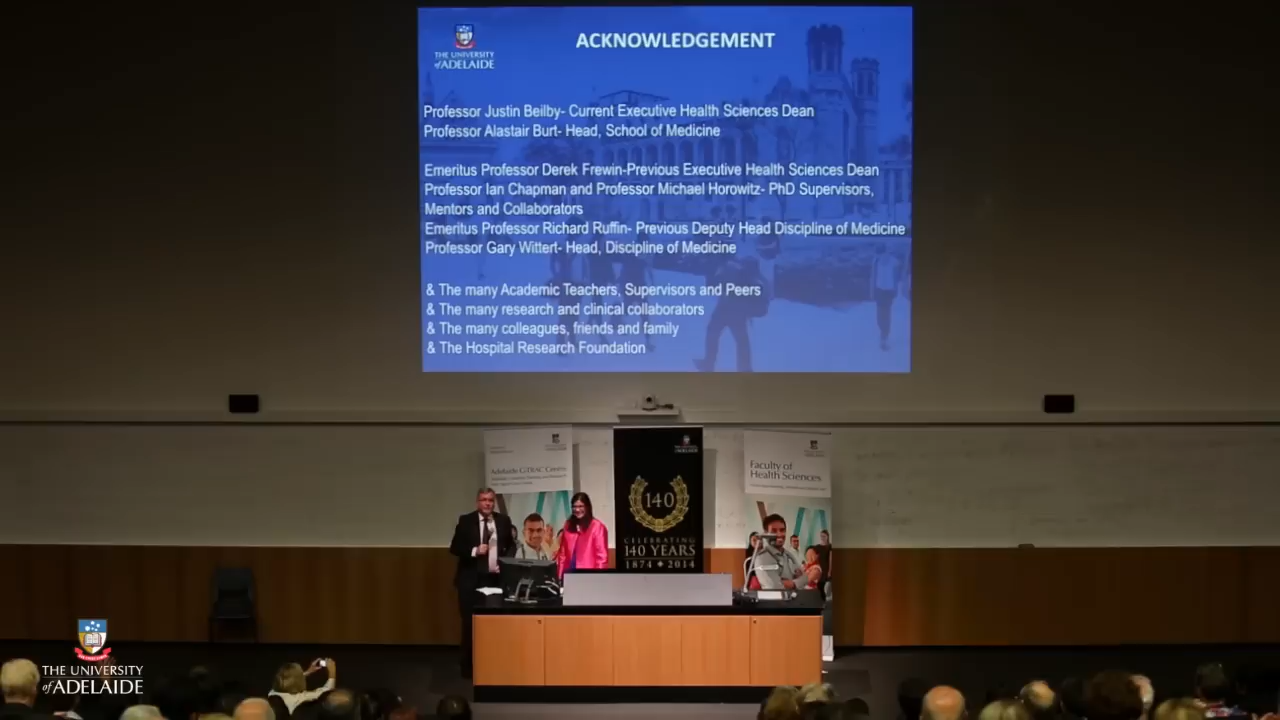 THE UNIVERSITY
of ADELAIDE
ACKNOWLEDGEMENT
Professor Justin Beilby- Current Executive Health Sciences Dean
Professor Alastair Burt- Head, School of Medicine
Emeritus Professor Derek Frewin-Previous Executive Health Sciences Dean
Professor Ian Chapman and Professor Michael Horowitz- PhD Supervisors,
Mentors and Collaborators
Emeritus Professor Richard Ruffin- Previous Deputy Head Discipline of Medicine
Professor Gary Wittert- Head, Discipline of Medicine
& The many Academic Teachers, Supervisors and Peers
& The many research and clinical collaborators
& The many colleagues, friends and family
& The Hospital Research Foundation
Adelaide G-TRAC Centre
ADELAIDE
140
CELEBRATING
140 YEARS
1874 ✦ 2014
Faculty of
Health Sciences
THE UNIVERSITY
of ADELAIDE